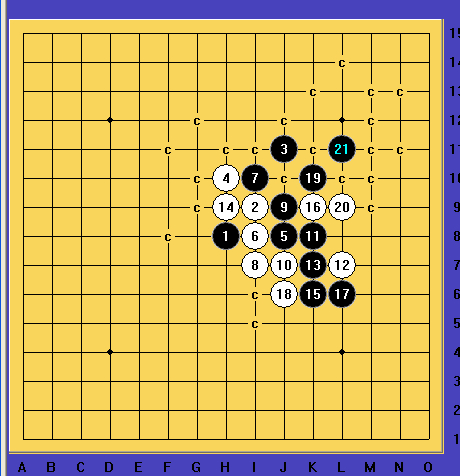 15
c 14
c c c 13
c c c 12
c c c 3 c 21 c c 11
c 4 7 c 19 c c 10
c 14 2 9 16 20 c 9
c 1 6 5 11 8
8 10 13 12 7
c 18 15 17 6
c 5
4
3
2
1
A B C D E F G H I J K L M N O